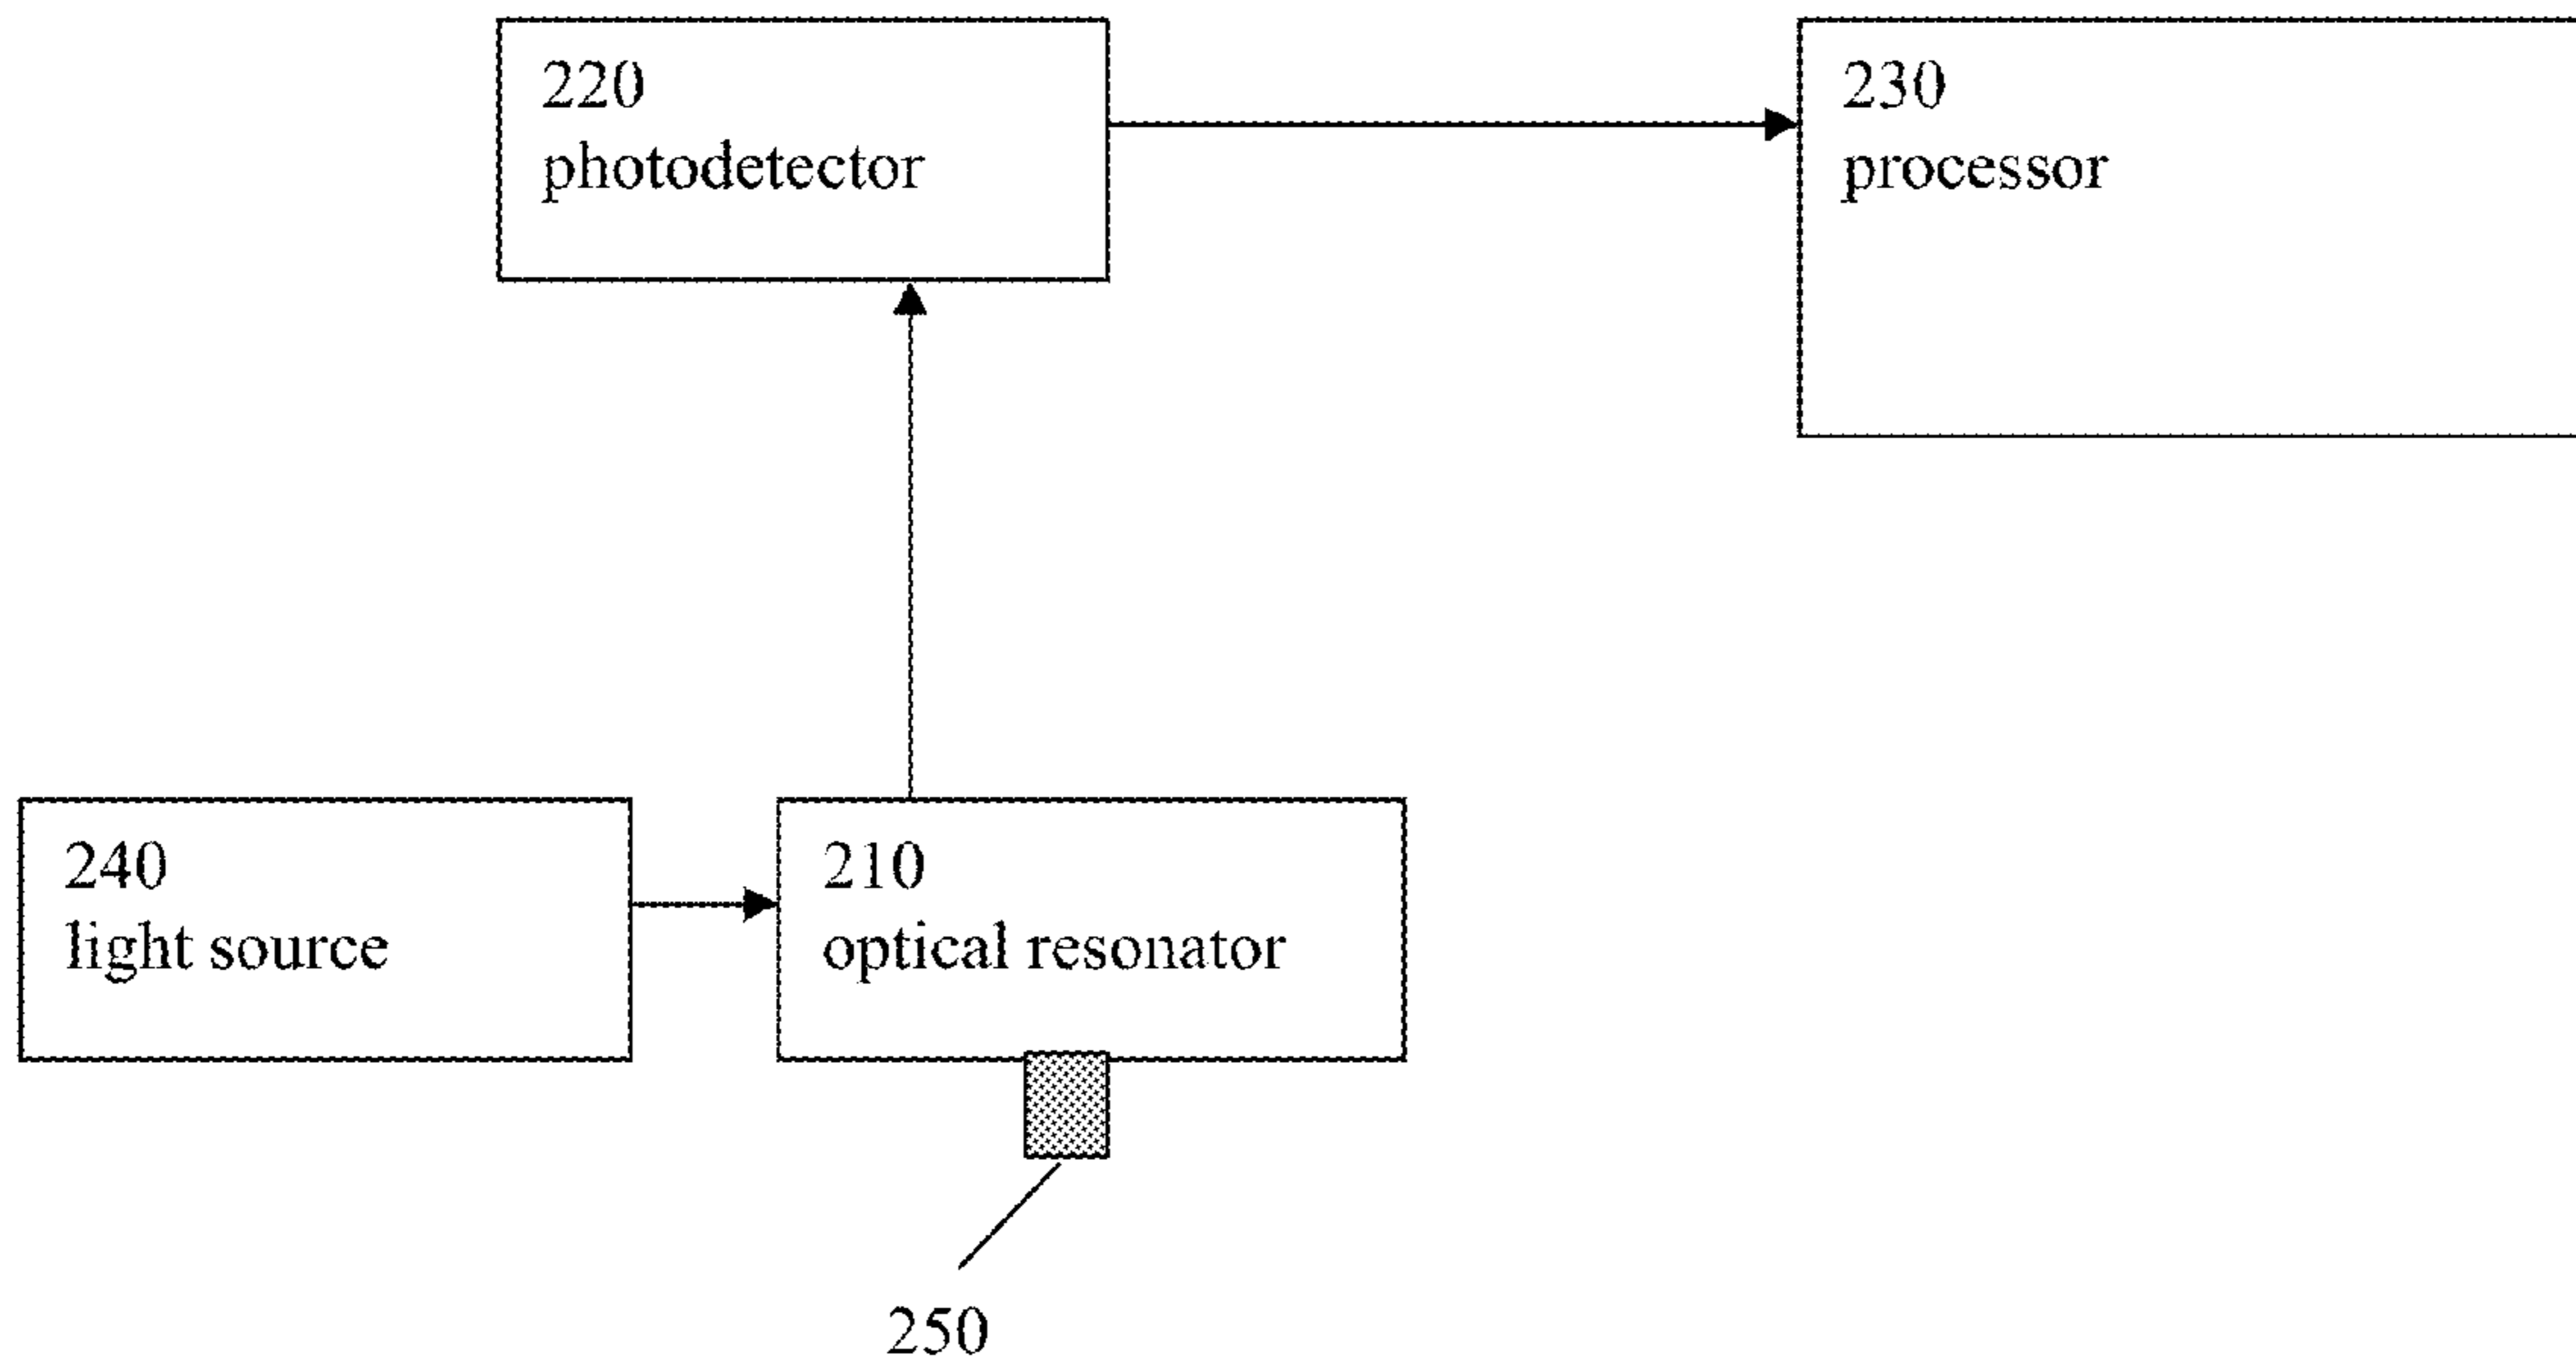 220
photodetector
230
processor
240
light source
210
optical resonator
250